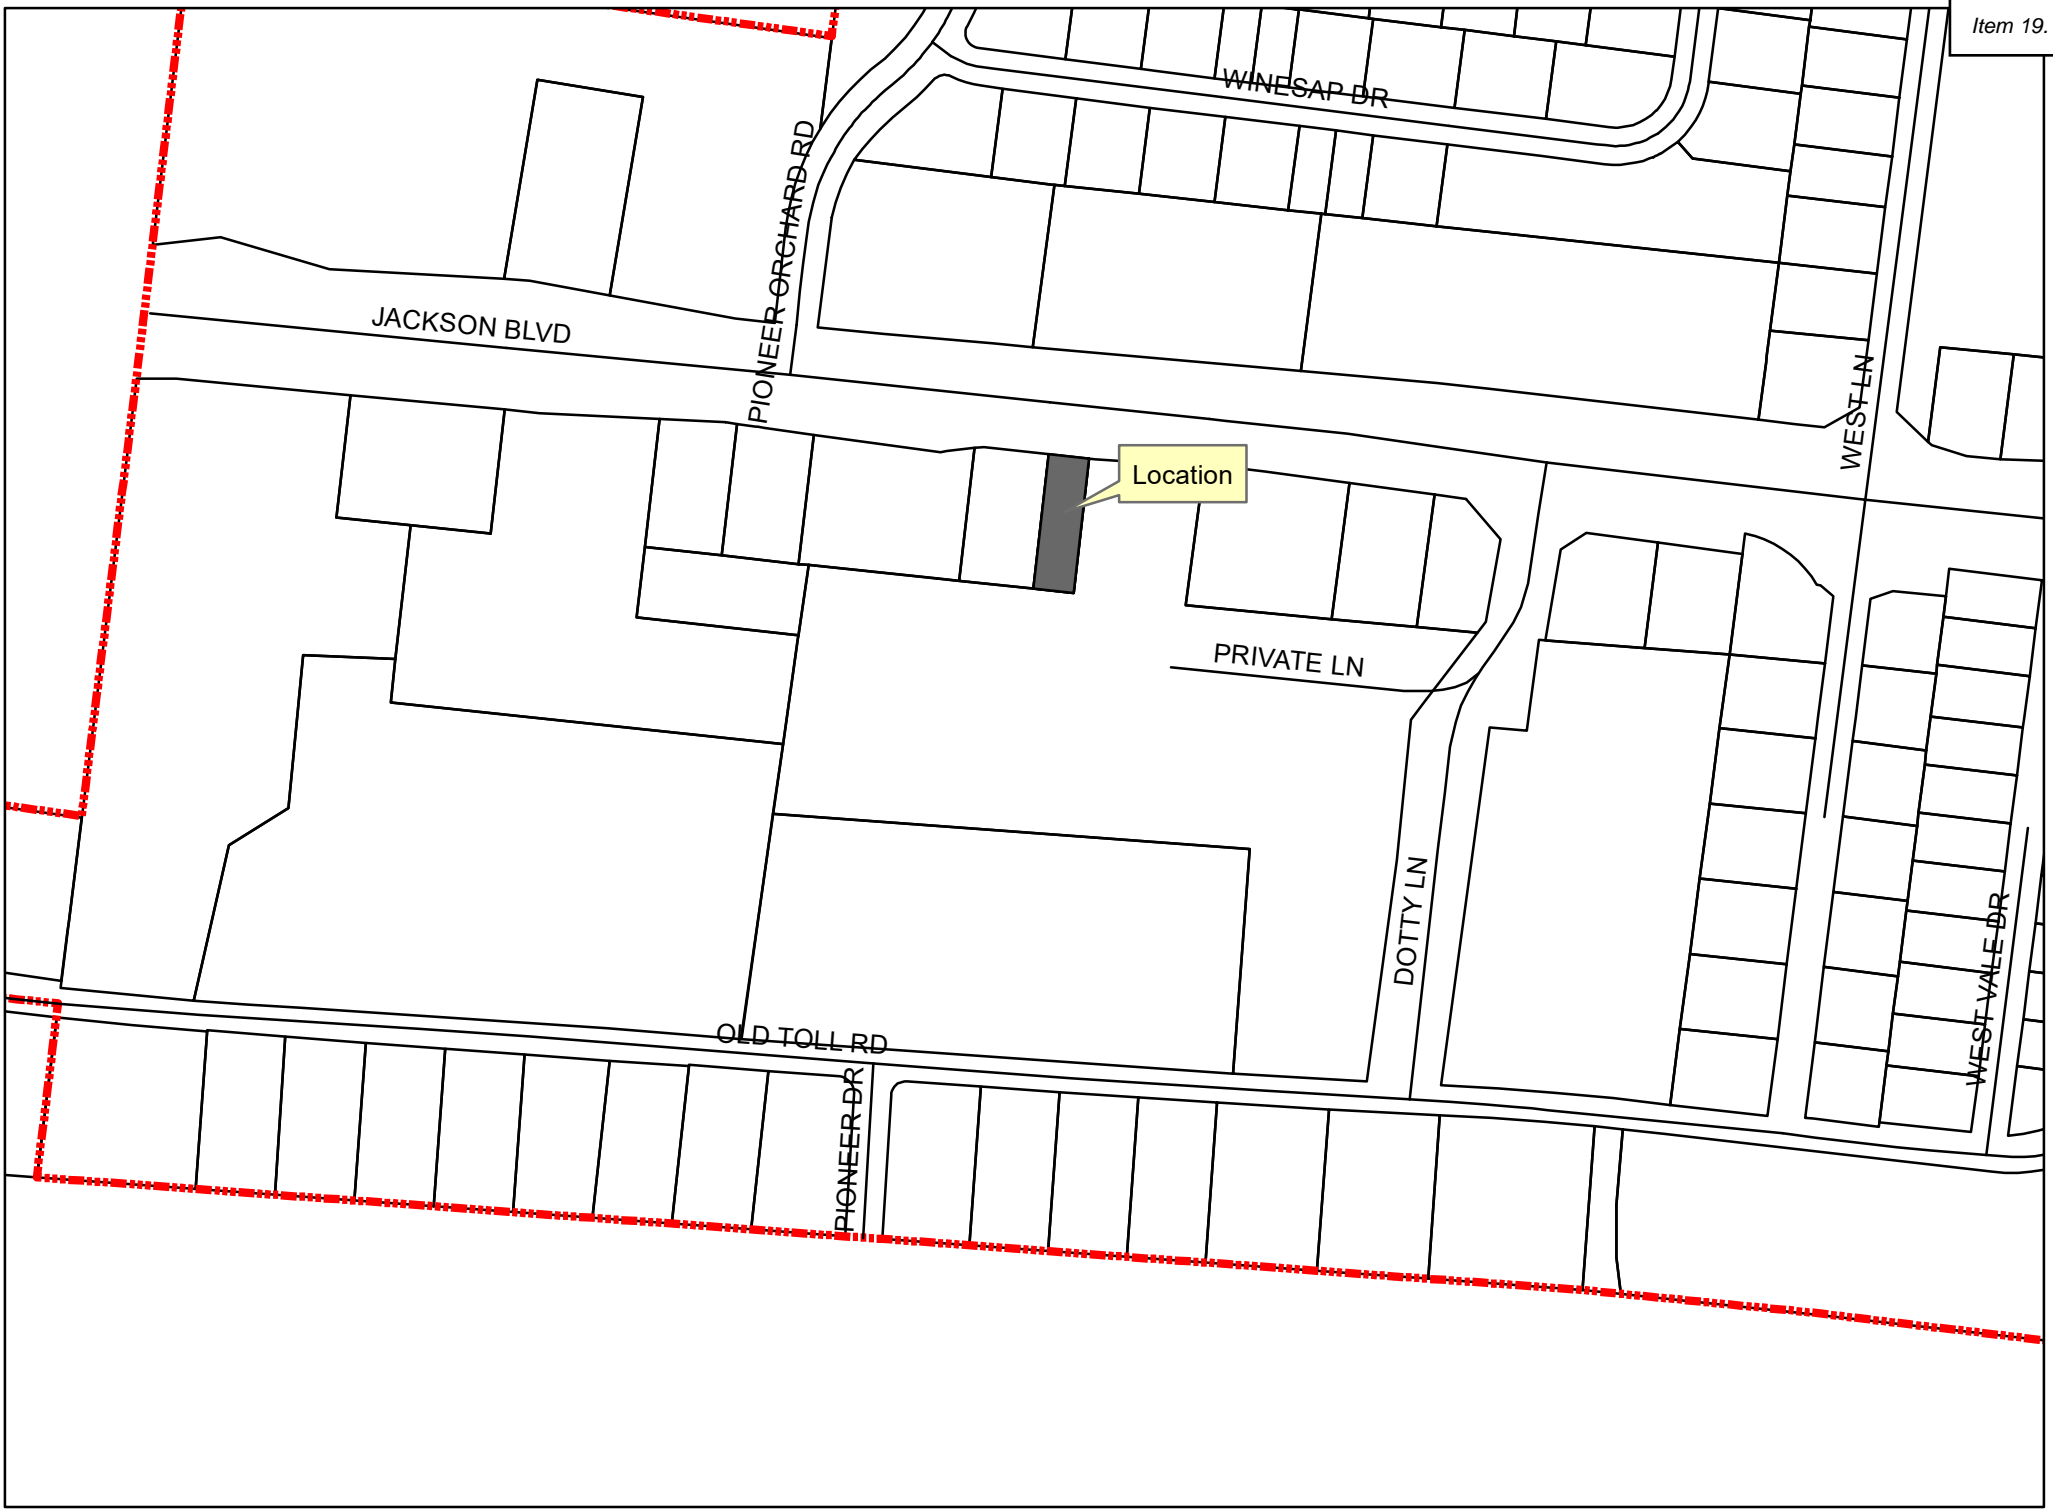 Item 19.
WINESAP DR
PIONEER ORCHARD RD
JACKSON BLVD
WEST LN
Location
PRIVATE LN
DOTTY LN
WEST VALE DR
OLD TOLL RD
PIONEER DR